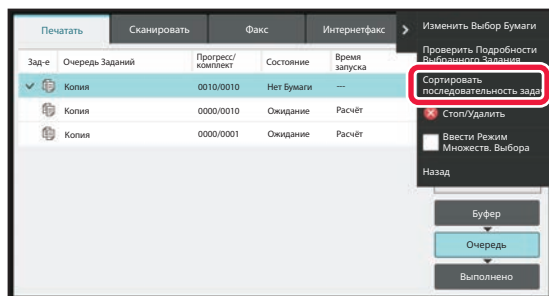 Печатать
Сканировать
Факс
Интернетфакс
Зад-е
Очередь Заданий
Прогресс/
комплект
Состояние
Время
запуска
Копия
0010/0010
Нет Бумаги
---
Копия
0000/0010
Ожидание
Расчёт
Копия
0000/0001
Ожидание
Расчёт
Изменить Выбор Бумаги
Проверить Подробности
Выбранного Задания
Сортировать
последовательность зада
Стоп/Удалить
Ввести Режим
Множеств. Выбора
Назад
Буфер
Очередь
Выполнено